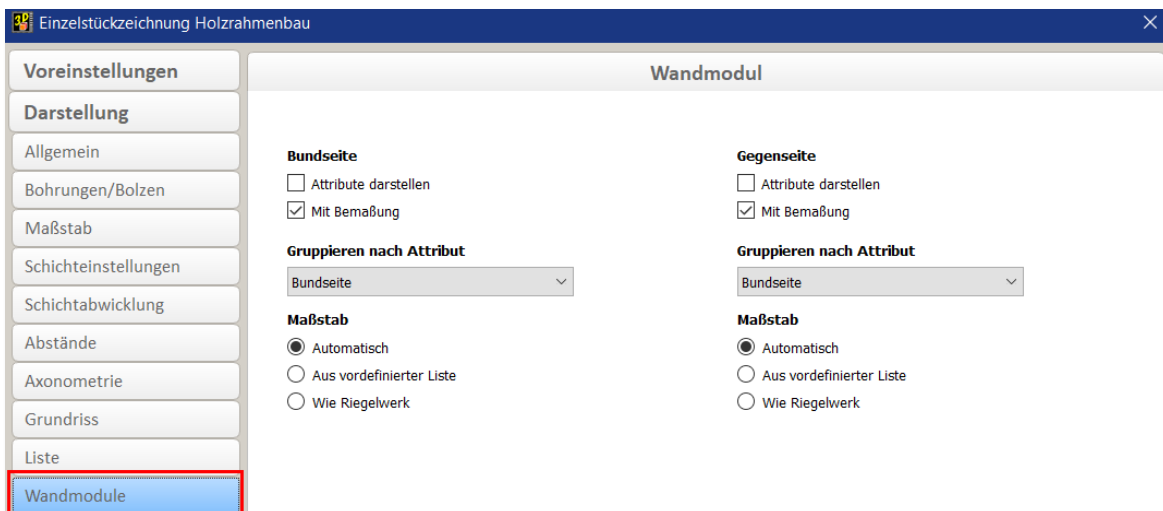 Einzelstückzeichnung Holzrahmenbau
Voreinstellungen
Darstellung
Allgemein
Bohrungen/Bolzen
Maßstab
Schichteinstellungen
Schichtabwicklung
Abstände
Axonometrie
Grundriss
Liste
Wandmodule
Wandmodul
Bundseite
Attribute darstellen
Mit Bemaßung
Gruppieren nach Attribut
Bundseite
Maßstab
Automatisch
Aus vordefinierter Liste
Wie Riegelwerk
Gegenseite
Attribute darstellen
Mit Bemaßung
Gruppieren nach Attribut
Bundseite
Maßstab
Automatisch
Aus vordefinierter Liste
Wie Riegelwerk